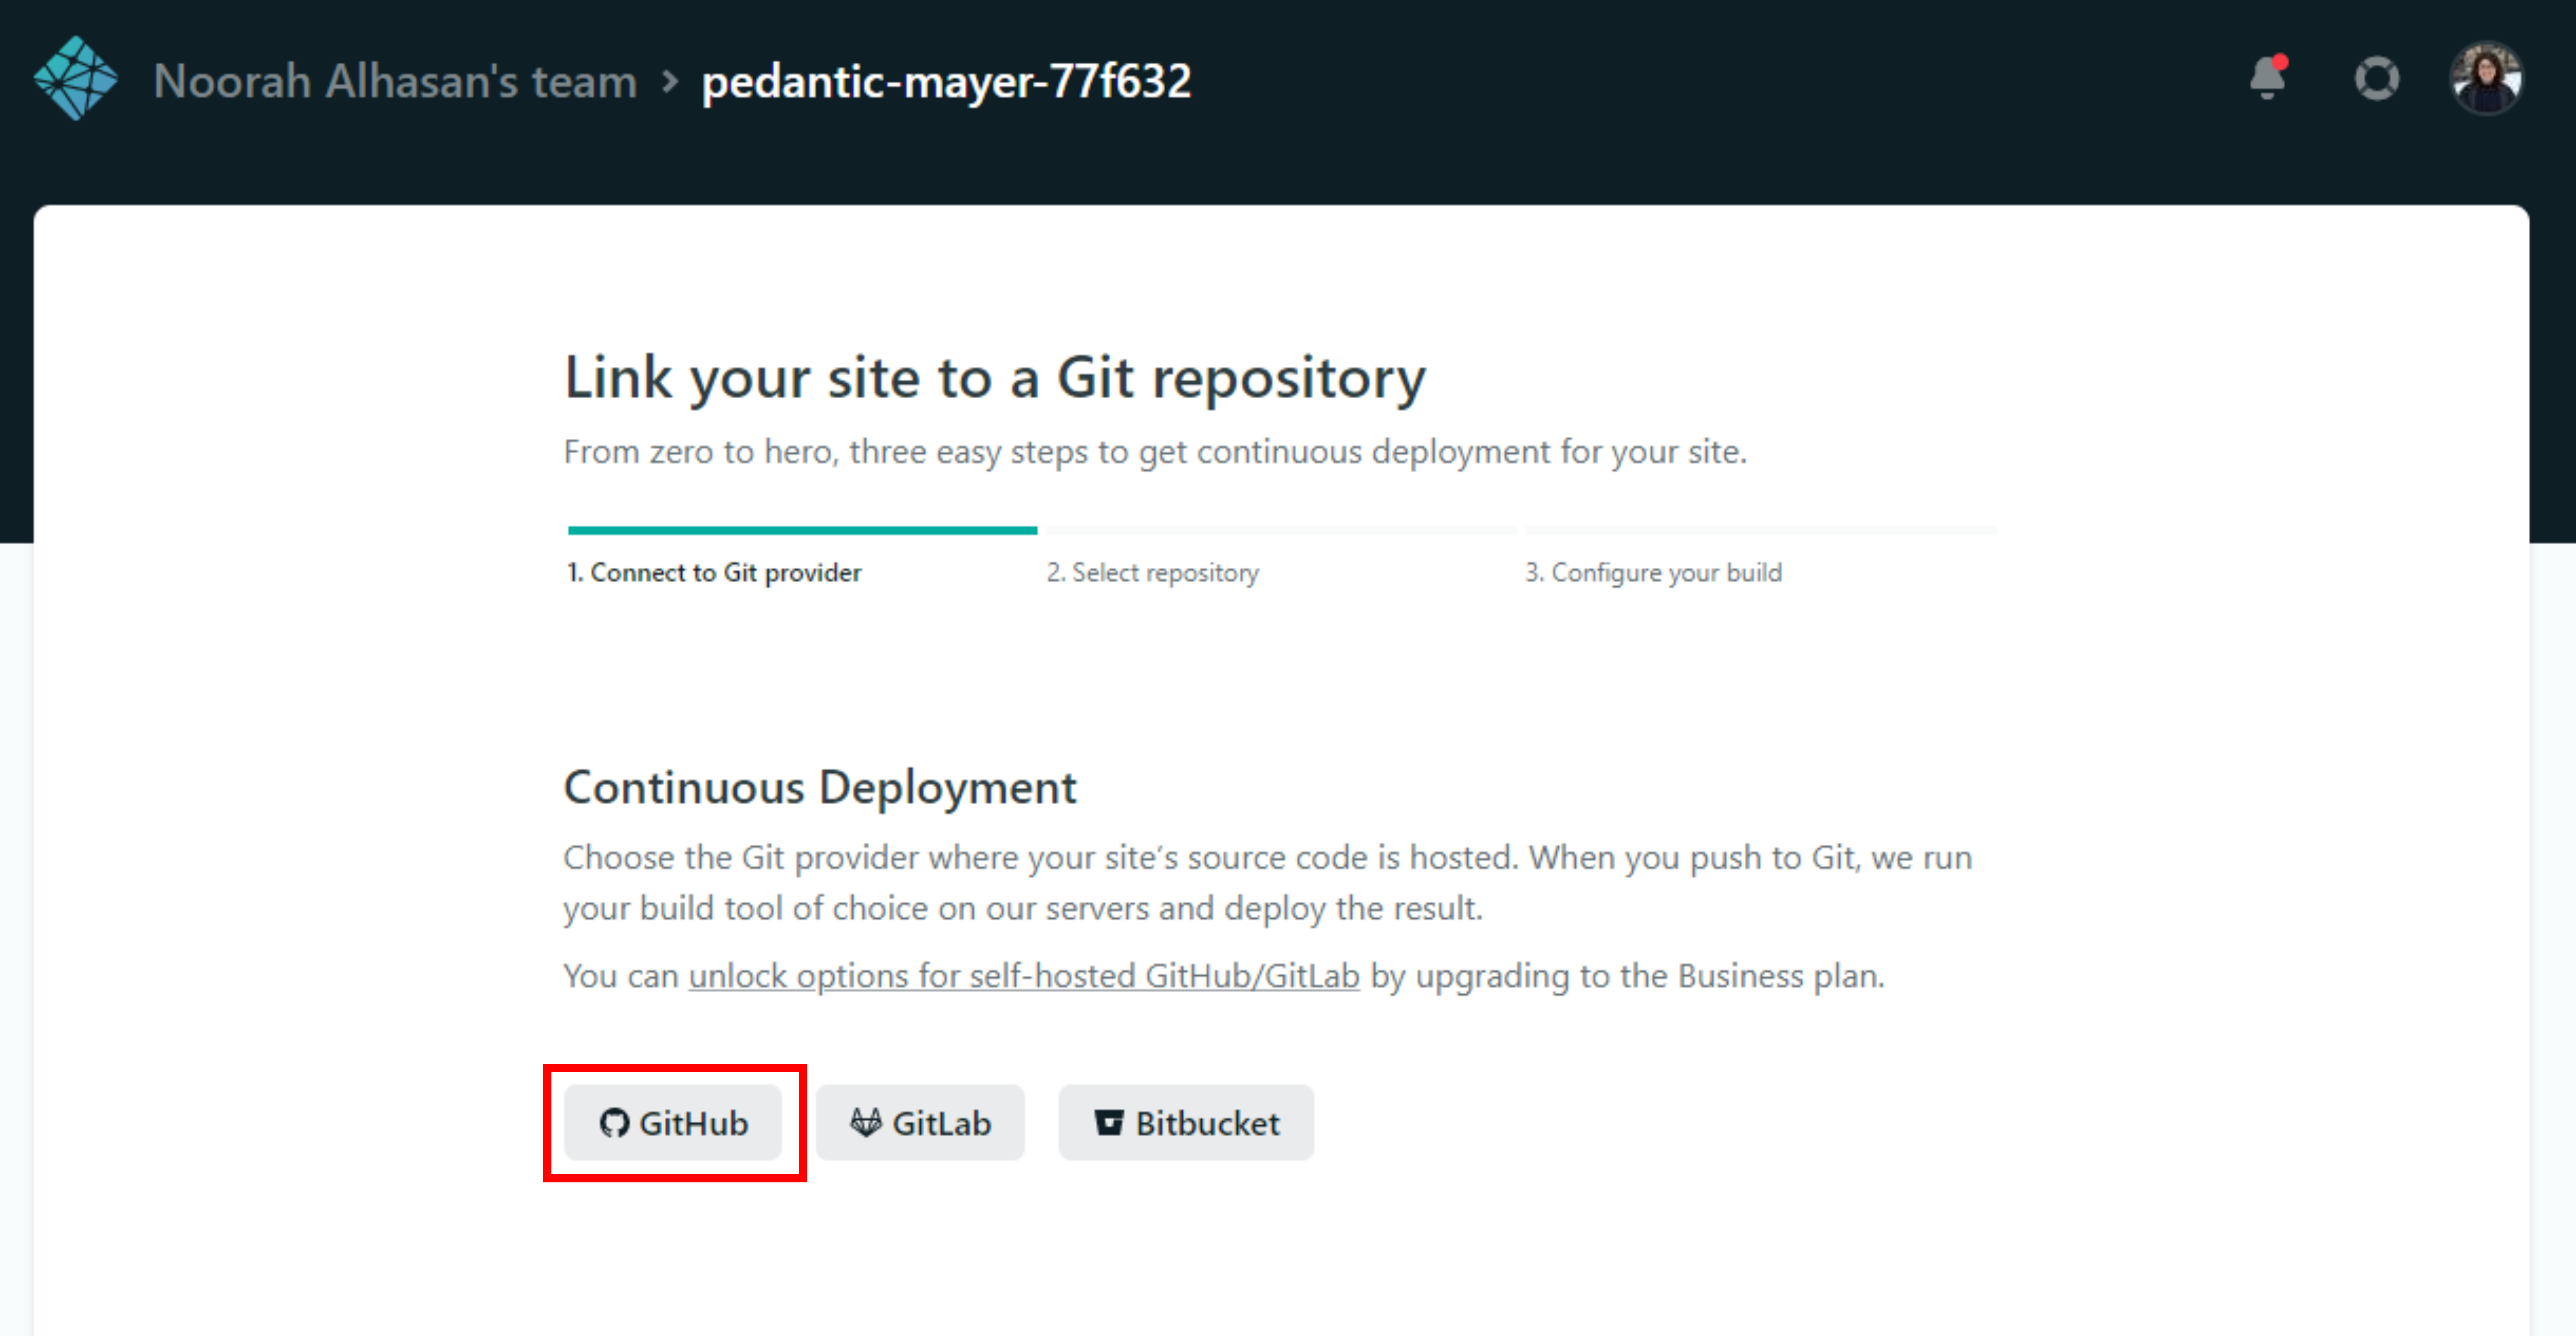 Noorah Alhasan's team > pedantic-mayer-77f632
Link your site to a Git repository
From zero to hero, three easy steps to get continuous deployment for your site.
1. Connect to Git provider
2. Select repository
3. Configure your build
Continuous Deployment
Choose the Git provider where your site’s source code is hosted. When you push to Git, we run
your build tool of choice on our servers and deploy the result.
You can unlock options for self-hosted GitHub/GitLab by upgrading to the Business plan.
GitHub
GitLab
Bitbucket